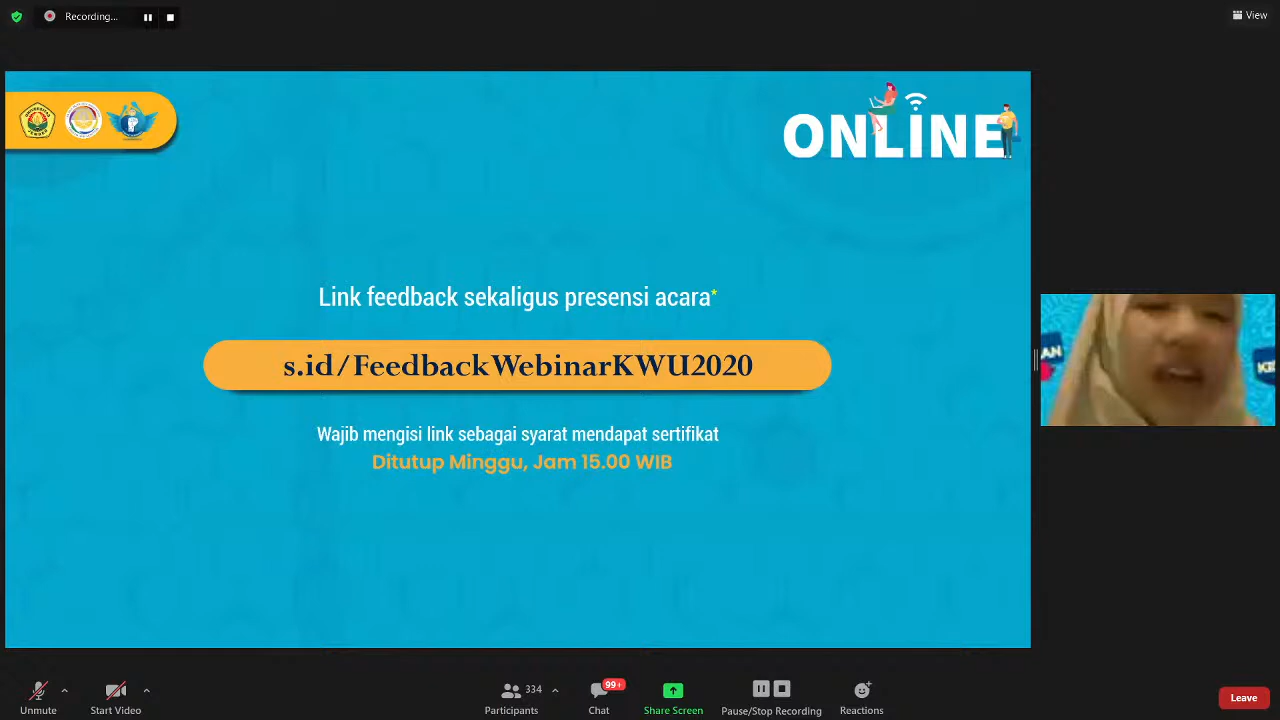 Recording...
View
ONLINE
Link feedback sekaligus presensi acara*
s.id/FeedbackWebinarKWU2020
Wajib mengisi link sebagai syarat mendapat sertifikat
Ditutup Minggu, Jam 15.00 WIB
Unmute
Start Video
334
Participants
99+
Chat
Share Screen
Pause/Stop Recording
Reactions
Leave